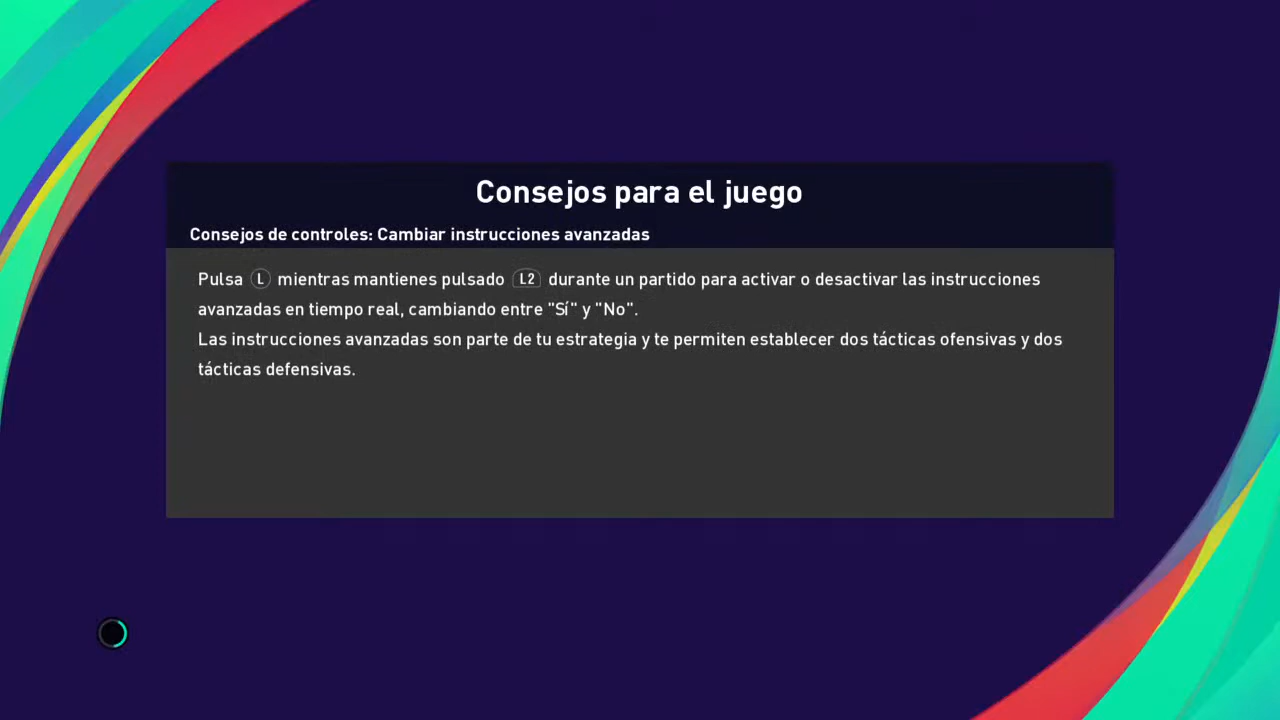 Consejos para el juego
Consejos de controles: Cambiar instrucciones avanzadas
Pulsa L mientras mantienes pulsado L2 durante un partido para activar o desactivar las instrucciones
avanzadas en tiempo real, cambiando entre "Sí" y "No".
Las instrucciones avanzadas son parte de tu estrategia y te permiten establecer dos tácticas ofensivas y dos
tácticas defensivas.